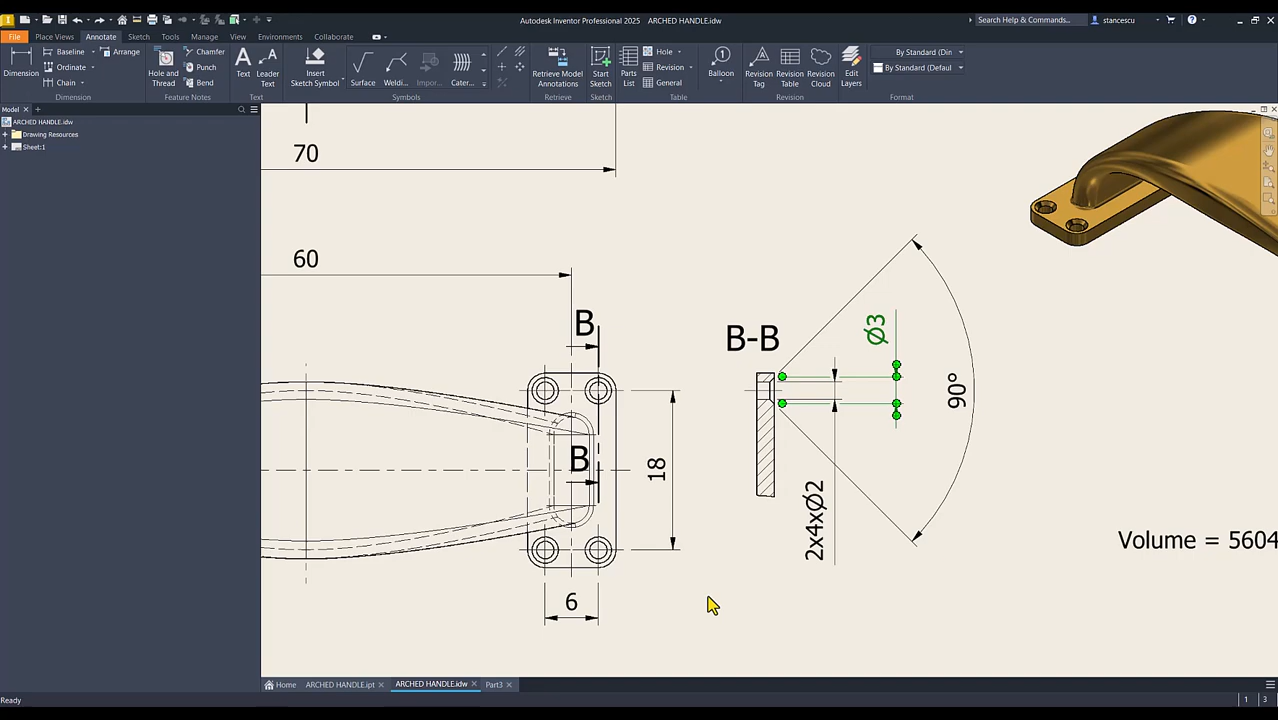 Autodesk Inventor Professional 2025 ARCHED HANDLE.idw
Search Help & Commands...
stancescu
File Place Views Annotate Sketch Tools Manage View Environments Collaborate
Baseline Arrange
Ordinate
Chain
Dimension
Dimension
Hole and Thread
Chamfer
Punch
Bend
Feature Notes
Text
Leader Text
Text
Insert Sketch Symbol
Surface
Weldi...
Impor...
Cater...
Symbols
Retrieve Model Annotations
Retrieve
Start Sketch
Sketch
Parts List
Hole
Revision
General
Table
Balloon
Revision Tag
Revision Table
Revision Cloud
Revision
Edit Layers
By Standard (Din
By Standard (Defaul
Format
Model
ARCHED HANDLE.idw
Drawing Resources
Sheet:1
70
60
B
B
18
6
B-B
Ø3
90°
2x4xØ2
Volume = 5604
Home ARCHED HANDLE.ipt ARCHED HANDLE.idw Part3
Ready
1 3